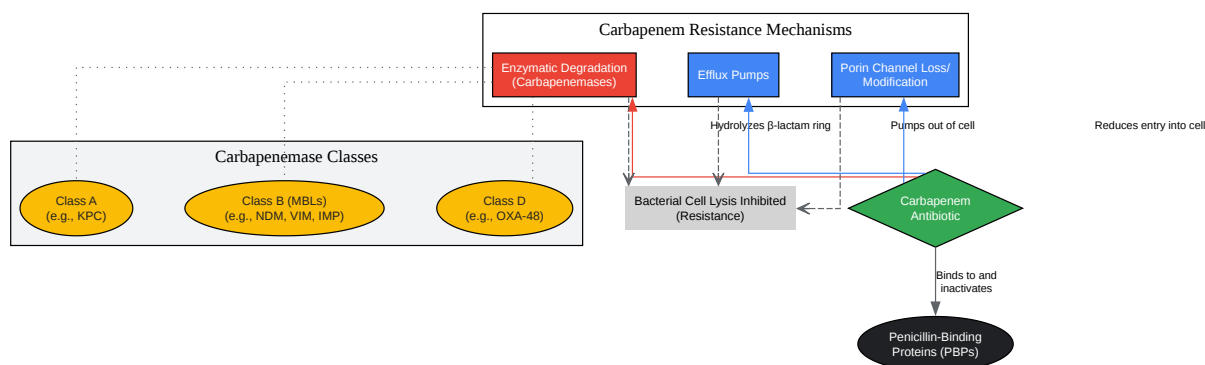 Carbapenem Resistance Mechanisms
Enzymatic Degradation
(Carbapenemases)
Efflux Pumps
Porin Channel Loss/
Modification
Hydrolyzes β-lactam ring
Pumps out of cell
Reduces entry into cell
Carbapenemase Classes
Class A
(e.g., KPC)
Class B (MBLs)
(e.g., NDM, VIM, IMP)
Class D
(e.g., OXA-48)
Bacterial Cell Lysis Inhibited
(Resistance)
Carbapenem
Antibiotic
Binds to and
inactivates
Penicillin-Binding
Proteins (PBPs)